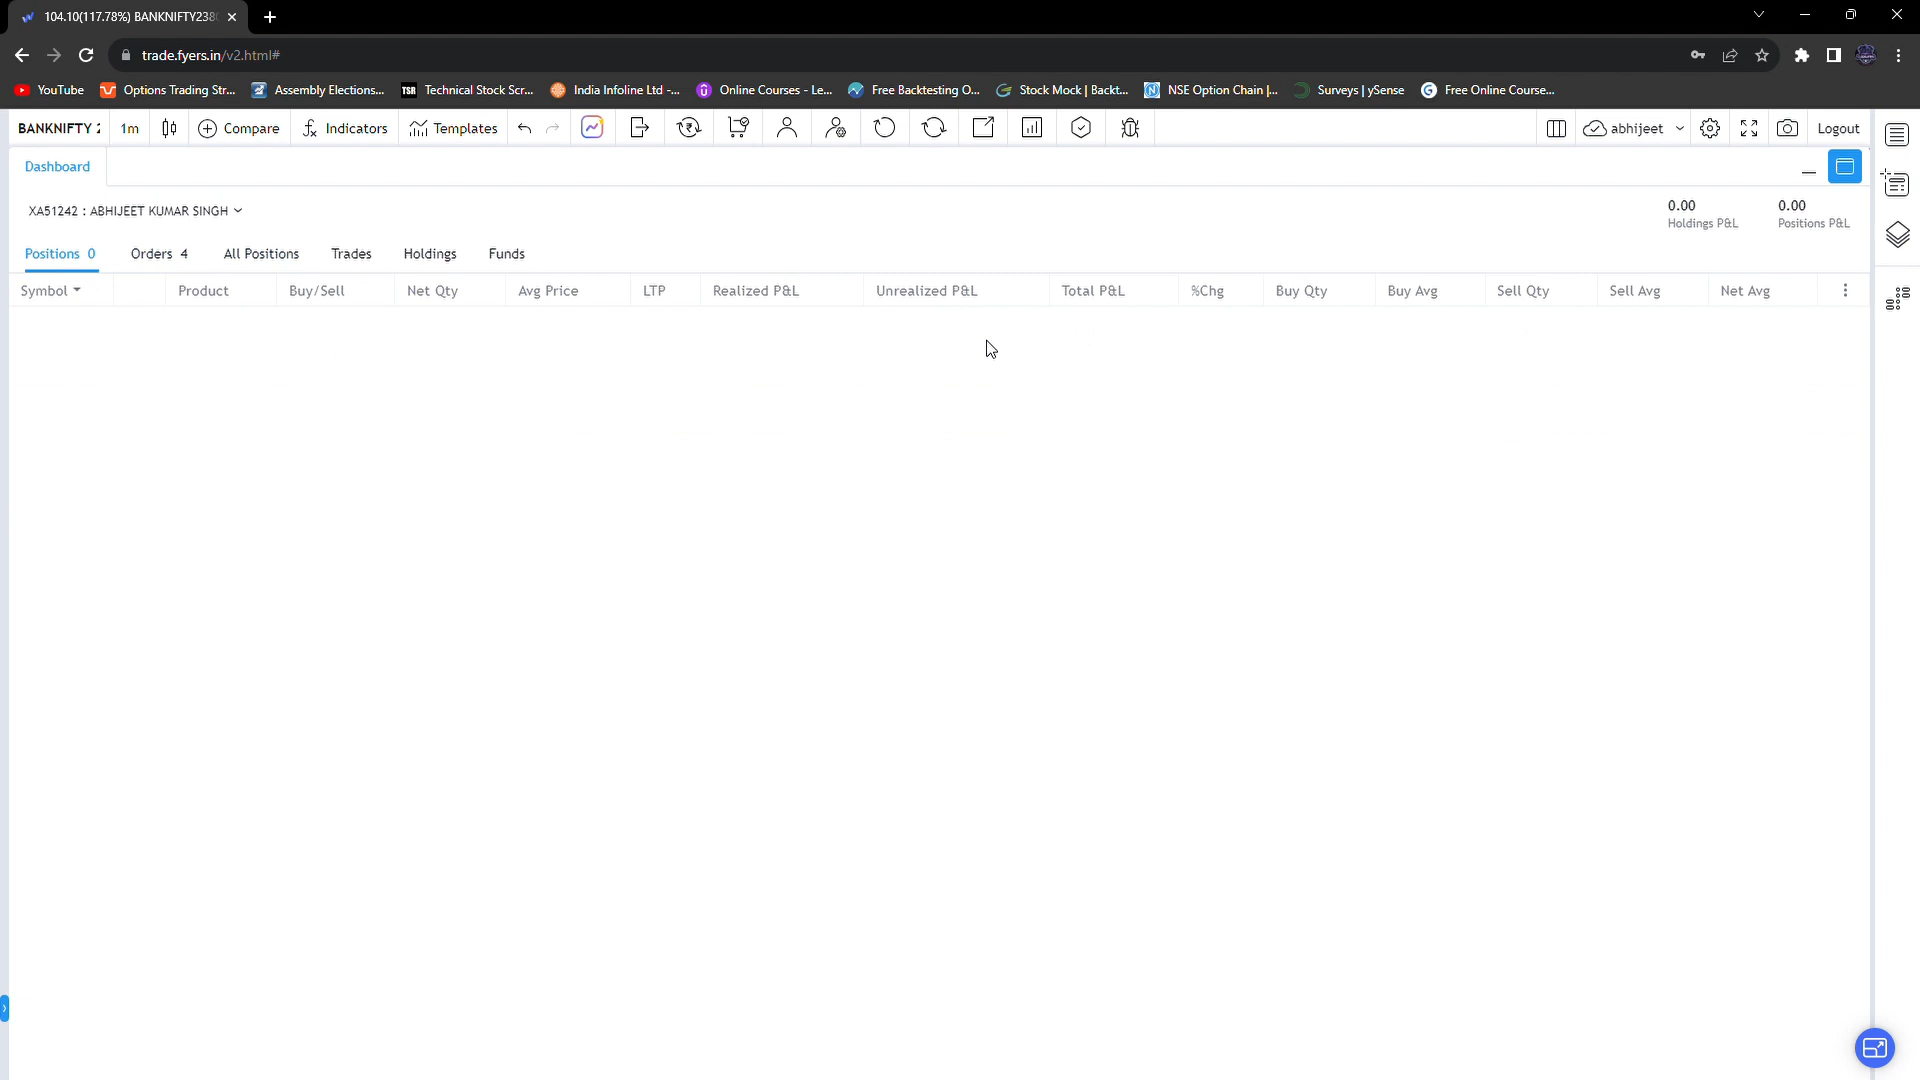 104.10(117.78%) BANKNIFTY238
trade.fyers.in/v2.html#
YouTube Options Trading Str... Assembly Elections... TSR Technical Stock Scr... India Infoline Ltd -... Online Courses - Le... Free Backtesting O... Stock Mock | Backt... NSE Option Chain |... Surveys | ySense Free Online Course...
BANKNIFTY 2 1m Compare Indicators Templates abhijeet Logout
Dashboard
XA51242 : ABHIJEET KUMAR SINGH
0.00 0.00
Holdings P&L Positions P&L
Positions 0 Orders 4 All Positions Trades Holdings Funds
Symbol Product Buy/Sell Net Qty Avg Price LTP Realized P&L Unrealized P&L Total P&L %Chg Buy Qty Buy Avg Sell Qty Sell Avg Net Avg